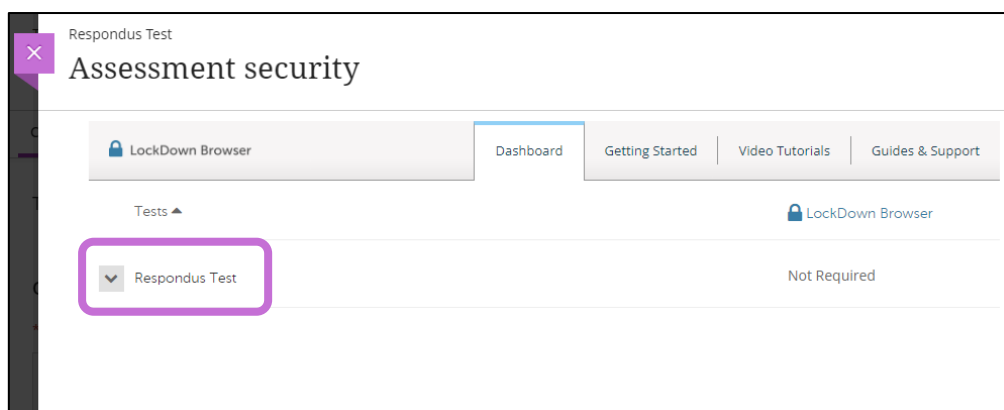 Respondus Test
Assessment security
LockDown Browser Dashboard Getting Started Video Tutorials Guides & Support
Tests LockDown Browser
Respondus Test Not Required